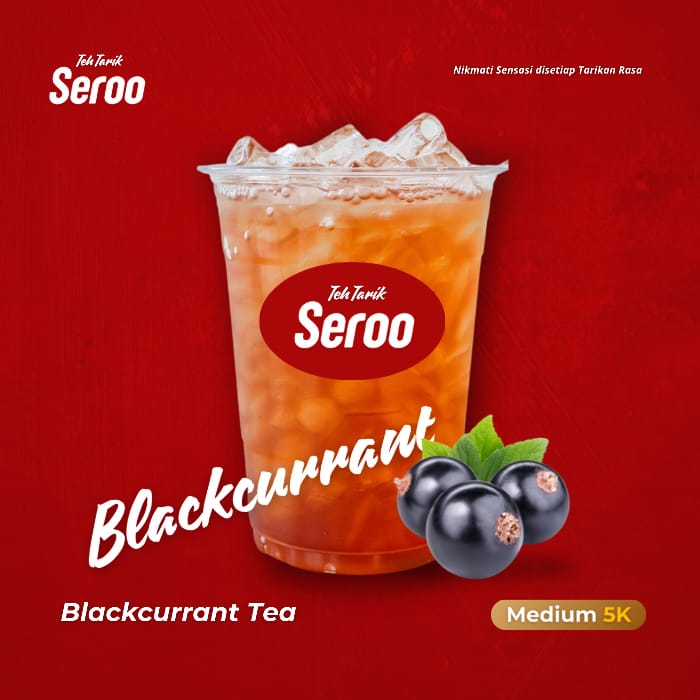 Teh Tarik
Seroo
Nikmati Sensasi disetiap Tarikan Rasa
Teh Tarik
Seroo
Blackcurrant
Blackcurrant Tea
Medium 5K